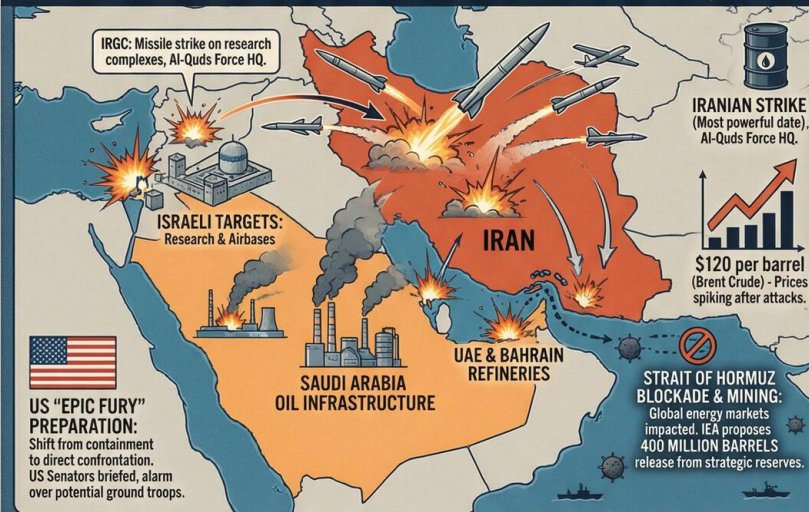 IRGC: Missile strike on research
complexes, Al-Quds Force HQ.
IRANIAN STRIKE
(Most powerful date).
Al-Quds Force HQ.
ISRAELI TARGETS:
Research & Airbases
IRAN
$120 per barrel
(Brent Crude) - Prices
spiking after attacks.
UAE & BAHRAIN
REFINERIES
SAUDI ARABIA
OIL INFRASTRUCTURE
US "EPIC FURY"
PREPARATION:
Shift from containment
to direct confrontation.
US Senators briefed, alarm
over potential ground troops.
STRAIT OF HORMUZ
BLOCKADE & MINING:
Global energy markets
impacted. IEA proposes
400 MILLION BARRELS
release from strategic reserves.